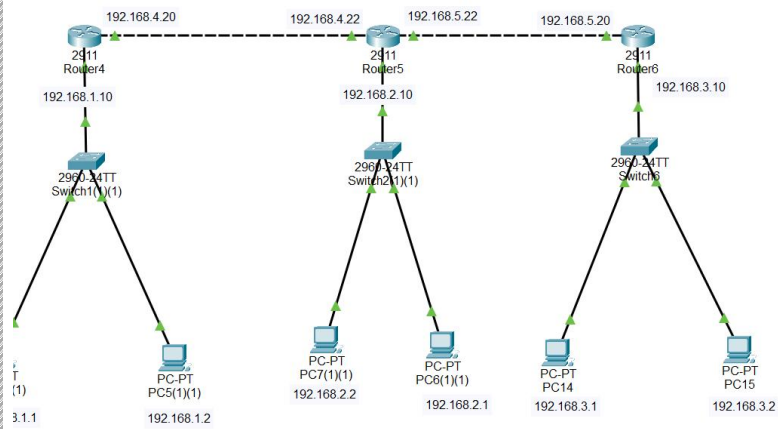 192.168.4.20
192.168.4.22
192.168.5.22
192.168.5.20
2911
Router4
2911
Router5
2911
Router6
192.168.1.10
192.168.2.10
192.168.3.10
2960-24TT
Switch1(1)(1)
2960-24TT
Switch2(1)(1)
2960-24TT
Switch6
T
(1)
PC-PT
PC5(1)(1)
PC-PT
PC7(1)(1)
PC-PT
PC6(1)(1)
PC-PT
PC14
PC-PT
PC15
3.1.1
192.168.1.2
192.168.2.2
192.168.2.1
192.168.3.1
192.168.3.2